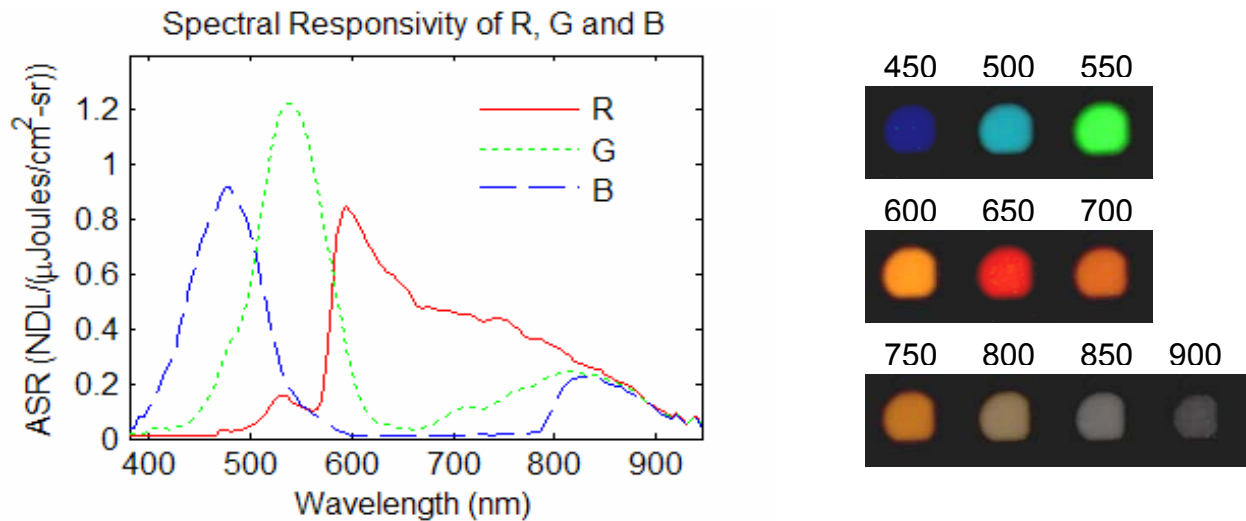 Spectral Responsivity of R, G and B
ASR (NDL/(μJoules/cm²-sr))
1.2
1
0.8
0.6
0.4
0.2
0
R
G
B
400 500 600 700 800 900
Wavelength (nm)
450 500 550
600 650 700
750 800 850 900